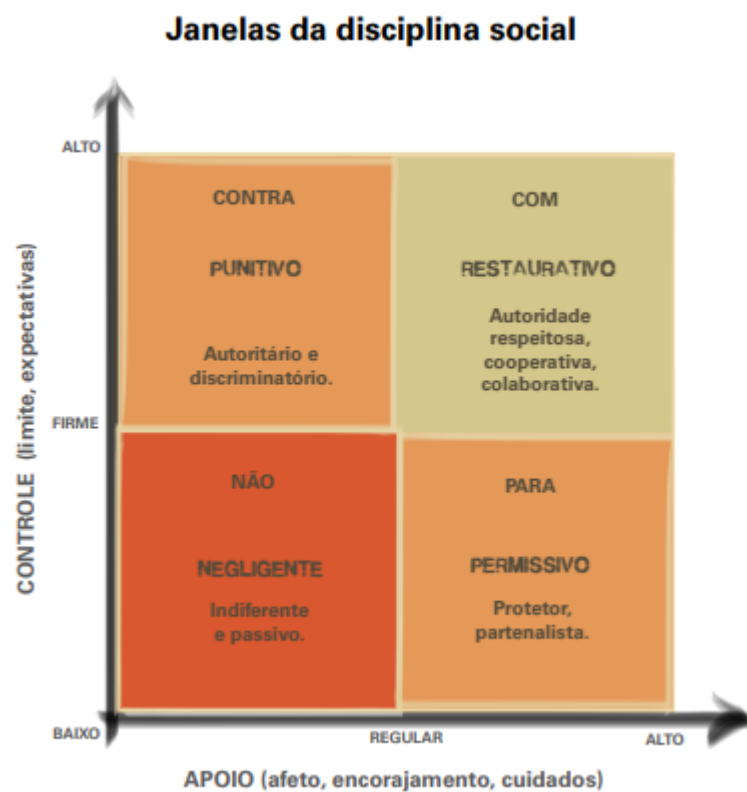 Janelas da disciplina social
ALTO
CONTRA
PUNITIVO
Autoritário e
discriminatório.
COM
RESTAURATIVO
Autoridade
respeitosa,
cooperativa,
colaborativa.
CONTROLE (limite, expectativas)
FIRME
NÃO
NEGLIGENTE
Indiferente
e passivo.
PARA
PERMISSIVO
Protetor,
partenalista.
BAIXO
REGULAR
ALTO
APOIO (afeto, encorajamento, cuidados)